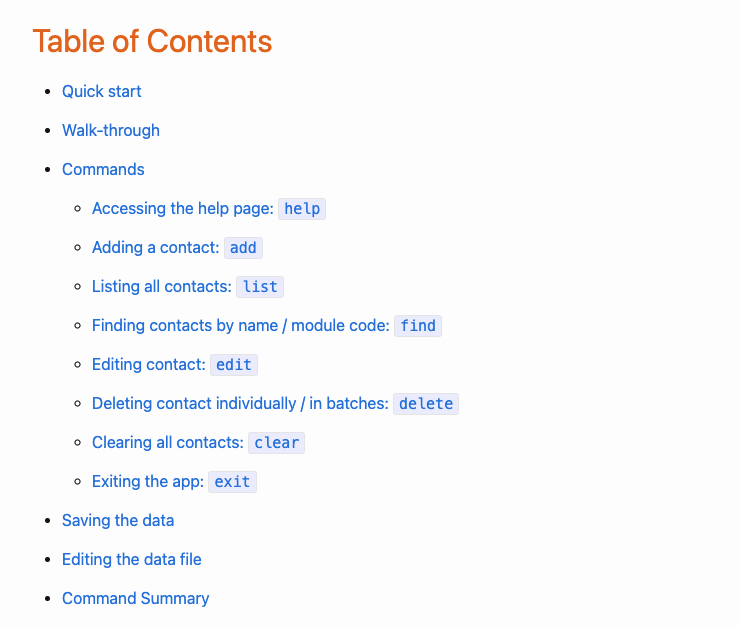 Table of Contents
Quick start
Walk-through
Commands
Accessing the help page: help
Adding a contact: add
Listing all contacts: list
Finding contacts by name / module code: find
Editing contact: edit
Deleting contact individually / in batches: delete
Clearing all contacts: clear
Exiting the app: exit
Saving the data
Editing the data file
Command Summary